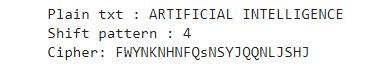 Plain txt : ARTIFICIAL INTELLIGENCE
Shift pattern : 4
Cipher: FWYNKNHNFQsNSYJQQNLJSHJ